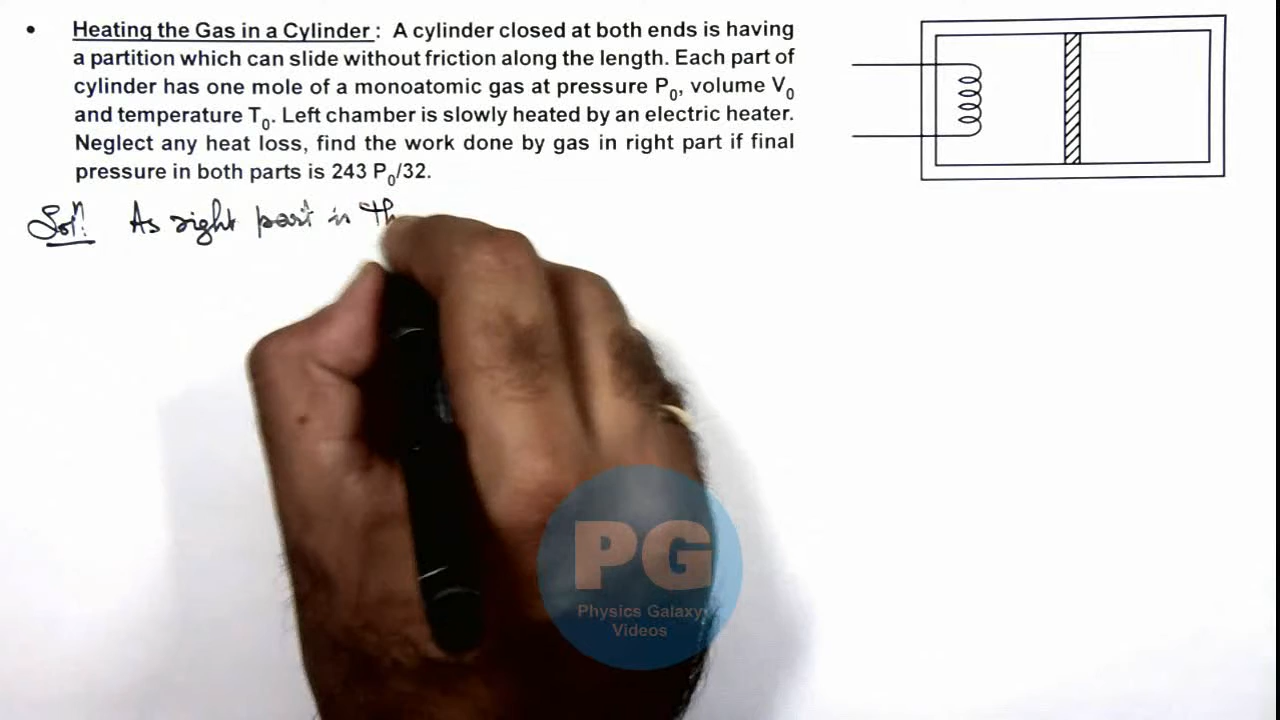 • Heating the Gas in a Cylinder : A cylinder closed at both ends is having
a partition which can slide without friction along the length. Each part of
cylinder has one mole of a monoatomic gas at pressure P₀, volume V₀
and temperature T₀. Left chamber is slowly heated by an electric heater.
Neglect any heat loss, find the work done by gas in right part if final
pressure in both parts is 243 P₀/32.
Solⁿ: As right part is Th
PG
Physics Galaxy
Videos